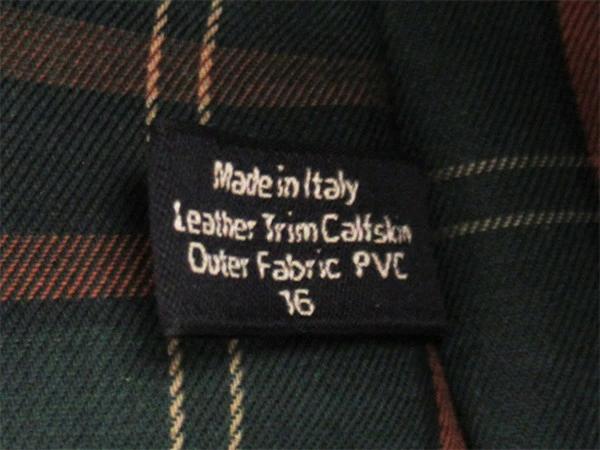 Made in Italy
Leather Trim Calfskin
Outer Fabric PVC
16